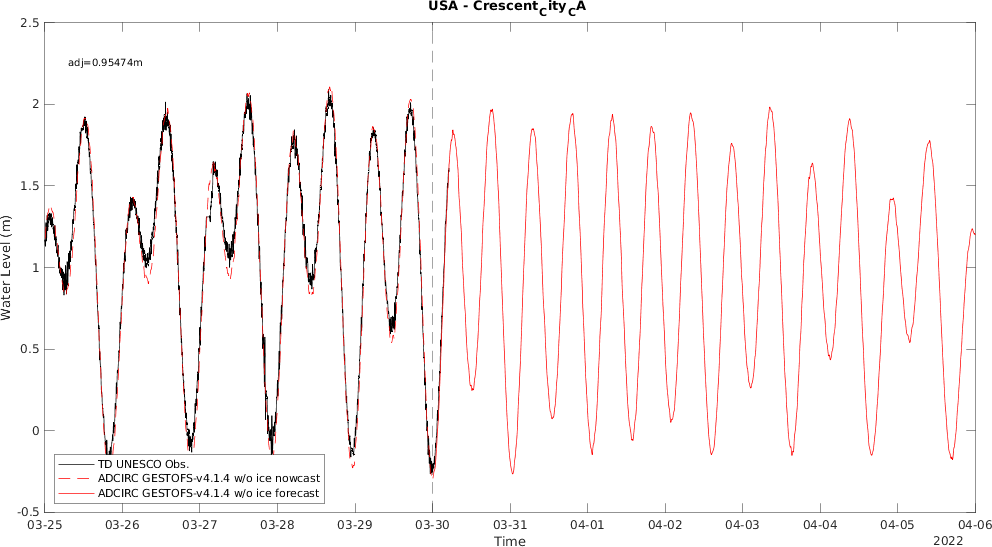 USA - Crescent_City_CA
2.5
adj=0.95474m
2
1.5
1
0.5
0
-0.5
Water Level (m)
TD UNESCO Obs.
ADCIRC GESTOFS-v4.1.4 w/o ice nowcast
ADCIRC GESTOFS-v4.1.4 w/o ice forecast
03-25 03-26 03-27 03-28 03-29 03-30 03-31 04-01 04-02 04-03 04-04 04-05 04-06
Time
2022